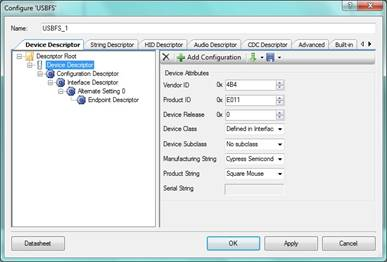 Configure 'USBFS'
Name: USBFS_1
Device Descriptor String Descriptor HID Descriptor Audio Descriptor CDC Descriptor Advanced Built-in
Descriptor Root
Device Descriptor
Configuration Descriptor
Interface Descriptor
Alternate Setting 0
Endpoint Descriptor
Add Configuration
Device Attributes
Vendor ID 0x 4B4
Product ID 0x E011
Device Release 0x 0
Device Class Defined in Interfac
Device Subclass No subclass
Manufacturing String Cypress Semicond
Product String Square Mouse
Serial String
Datasheet OK Apply Cancel